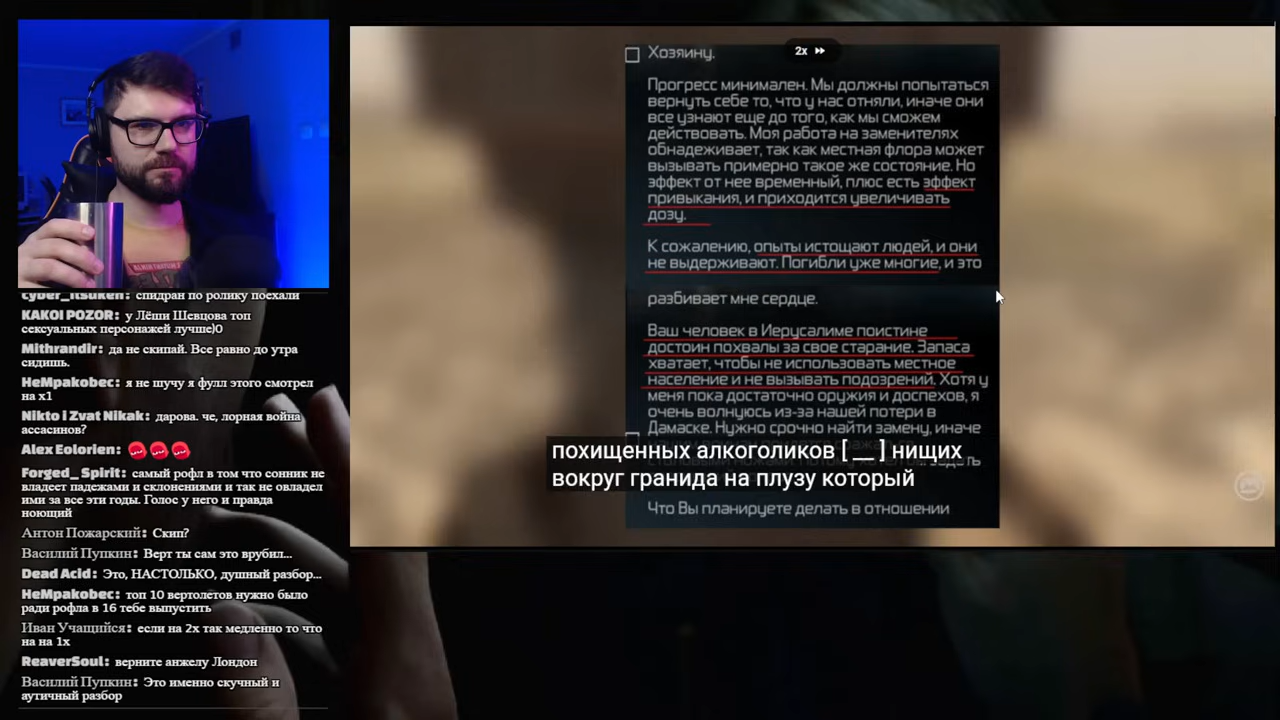 cyber_itsuken: спидран по ролику поехали
KAKOI POZOR: у Лёши Шевцова топ
сексуальных персонажей лучше)0
Mithrandir: да не скипай. Все равно до утра
сидишь.
НеМракоbес: я не шучу я фулл этого смотрел
на х1
Nikto i Zvat Nikak: дарова. че, лорная война
ассасинов?
Alex Eolorien:
Forged_Spirit: самый рофл в том что сонник не
владеет падежами и склонениями и так не овладел
ими за все эти годы. Голос у него и правда
ноющий
Антон Пожарский: Скип?
Василий Пупкин: Верт ты сам это врубил...
Dead Acid: Это, НАСТОЛЬКО, душный разбор...
НеМракоbес: топ 10 вертолётов нужно было
ради рофла в 16 тебе выпустить
Иван Учащийся: если на 2х так медленно то что
на на 1х
ReaverSoul: верните анжелу Лондон
Василий Пупкин: Это именно скучный и
аутичный разбор
2x
Хозяину.
Прогресс минимален. Мы должны попытаться
вернуть себе то, что у нас отняли, иначе они
все узнают еще до того, как мы сможем
действовать. Моя работа на заменителях
обнадеживает, так как местная флора может
вызывать примерно такое же состояние. Но
эффект от нее временный, плюс есть эффект
привыкания, и приходится увеличивать
дозу.
К сожалению, опыты истощают людей, и они
не выдерживают. Погибли уже многие, и это
разбивает мне сердце.
Ваш человек в Иерусалиме поистине
достоин похвалы за свое старание. Запаса
хватает, чтобы не использовать местное
население и не вызывать подозрений. Хотя у
меня пока достаточно оружия и доспехов, я
очень волнуюсь из-за нашей потери в
Дамаске. Нужно срочно найти замену, иначе
похищенных алкоголиков [ __ ] нищих
вокруг гранида на плузу который
Что Вы планируете делать в отношении